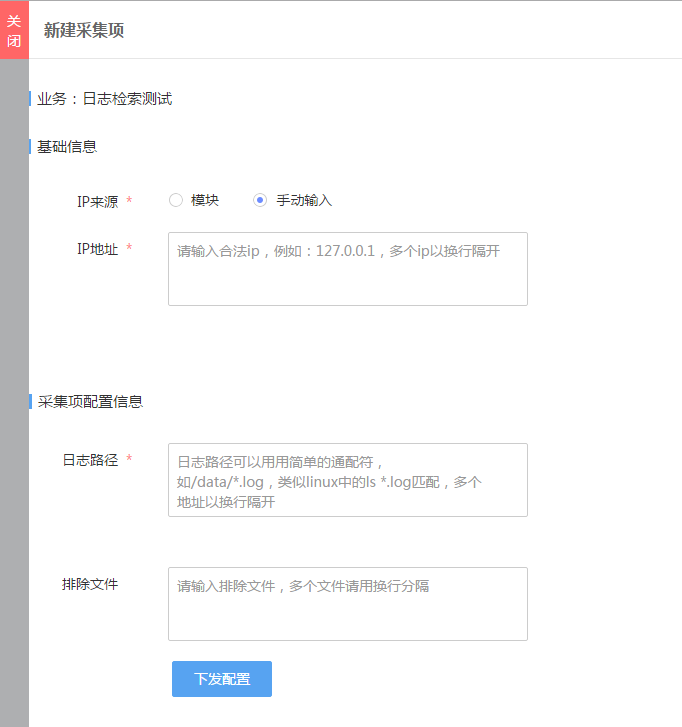 关闭
新建采集项
业务：日志检索测试
基础信息
IP来源 * 模块 手动输入
IP地址 * 请输入合法ip，例如：127.0.0.1，多个ip以换行隔开
采集项配置信息
日志路径 * 日志路径可以用用简单的通配符，
如/data/*.log，类似linux中的ls *.log匹配，多个
地址以换行隔开
排除文件 请输入排除文件，多个文件请用换行分隔
下发配置